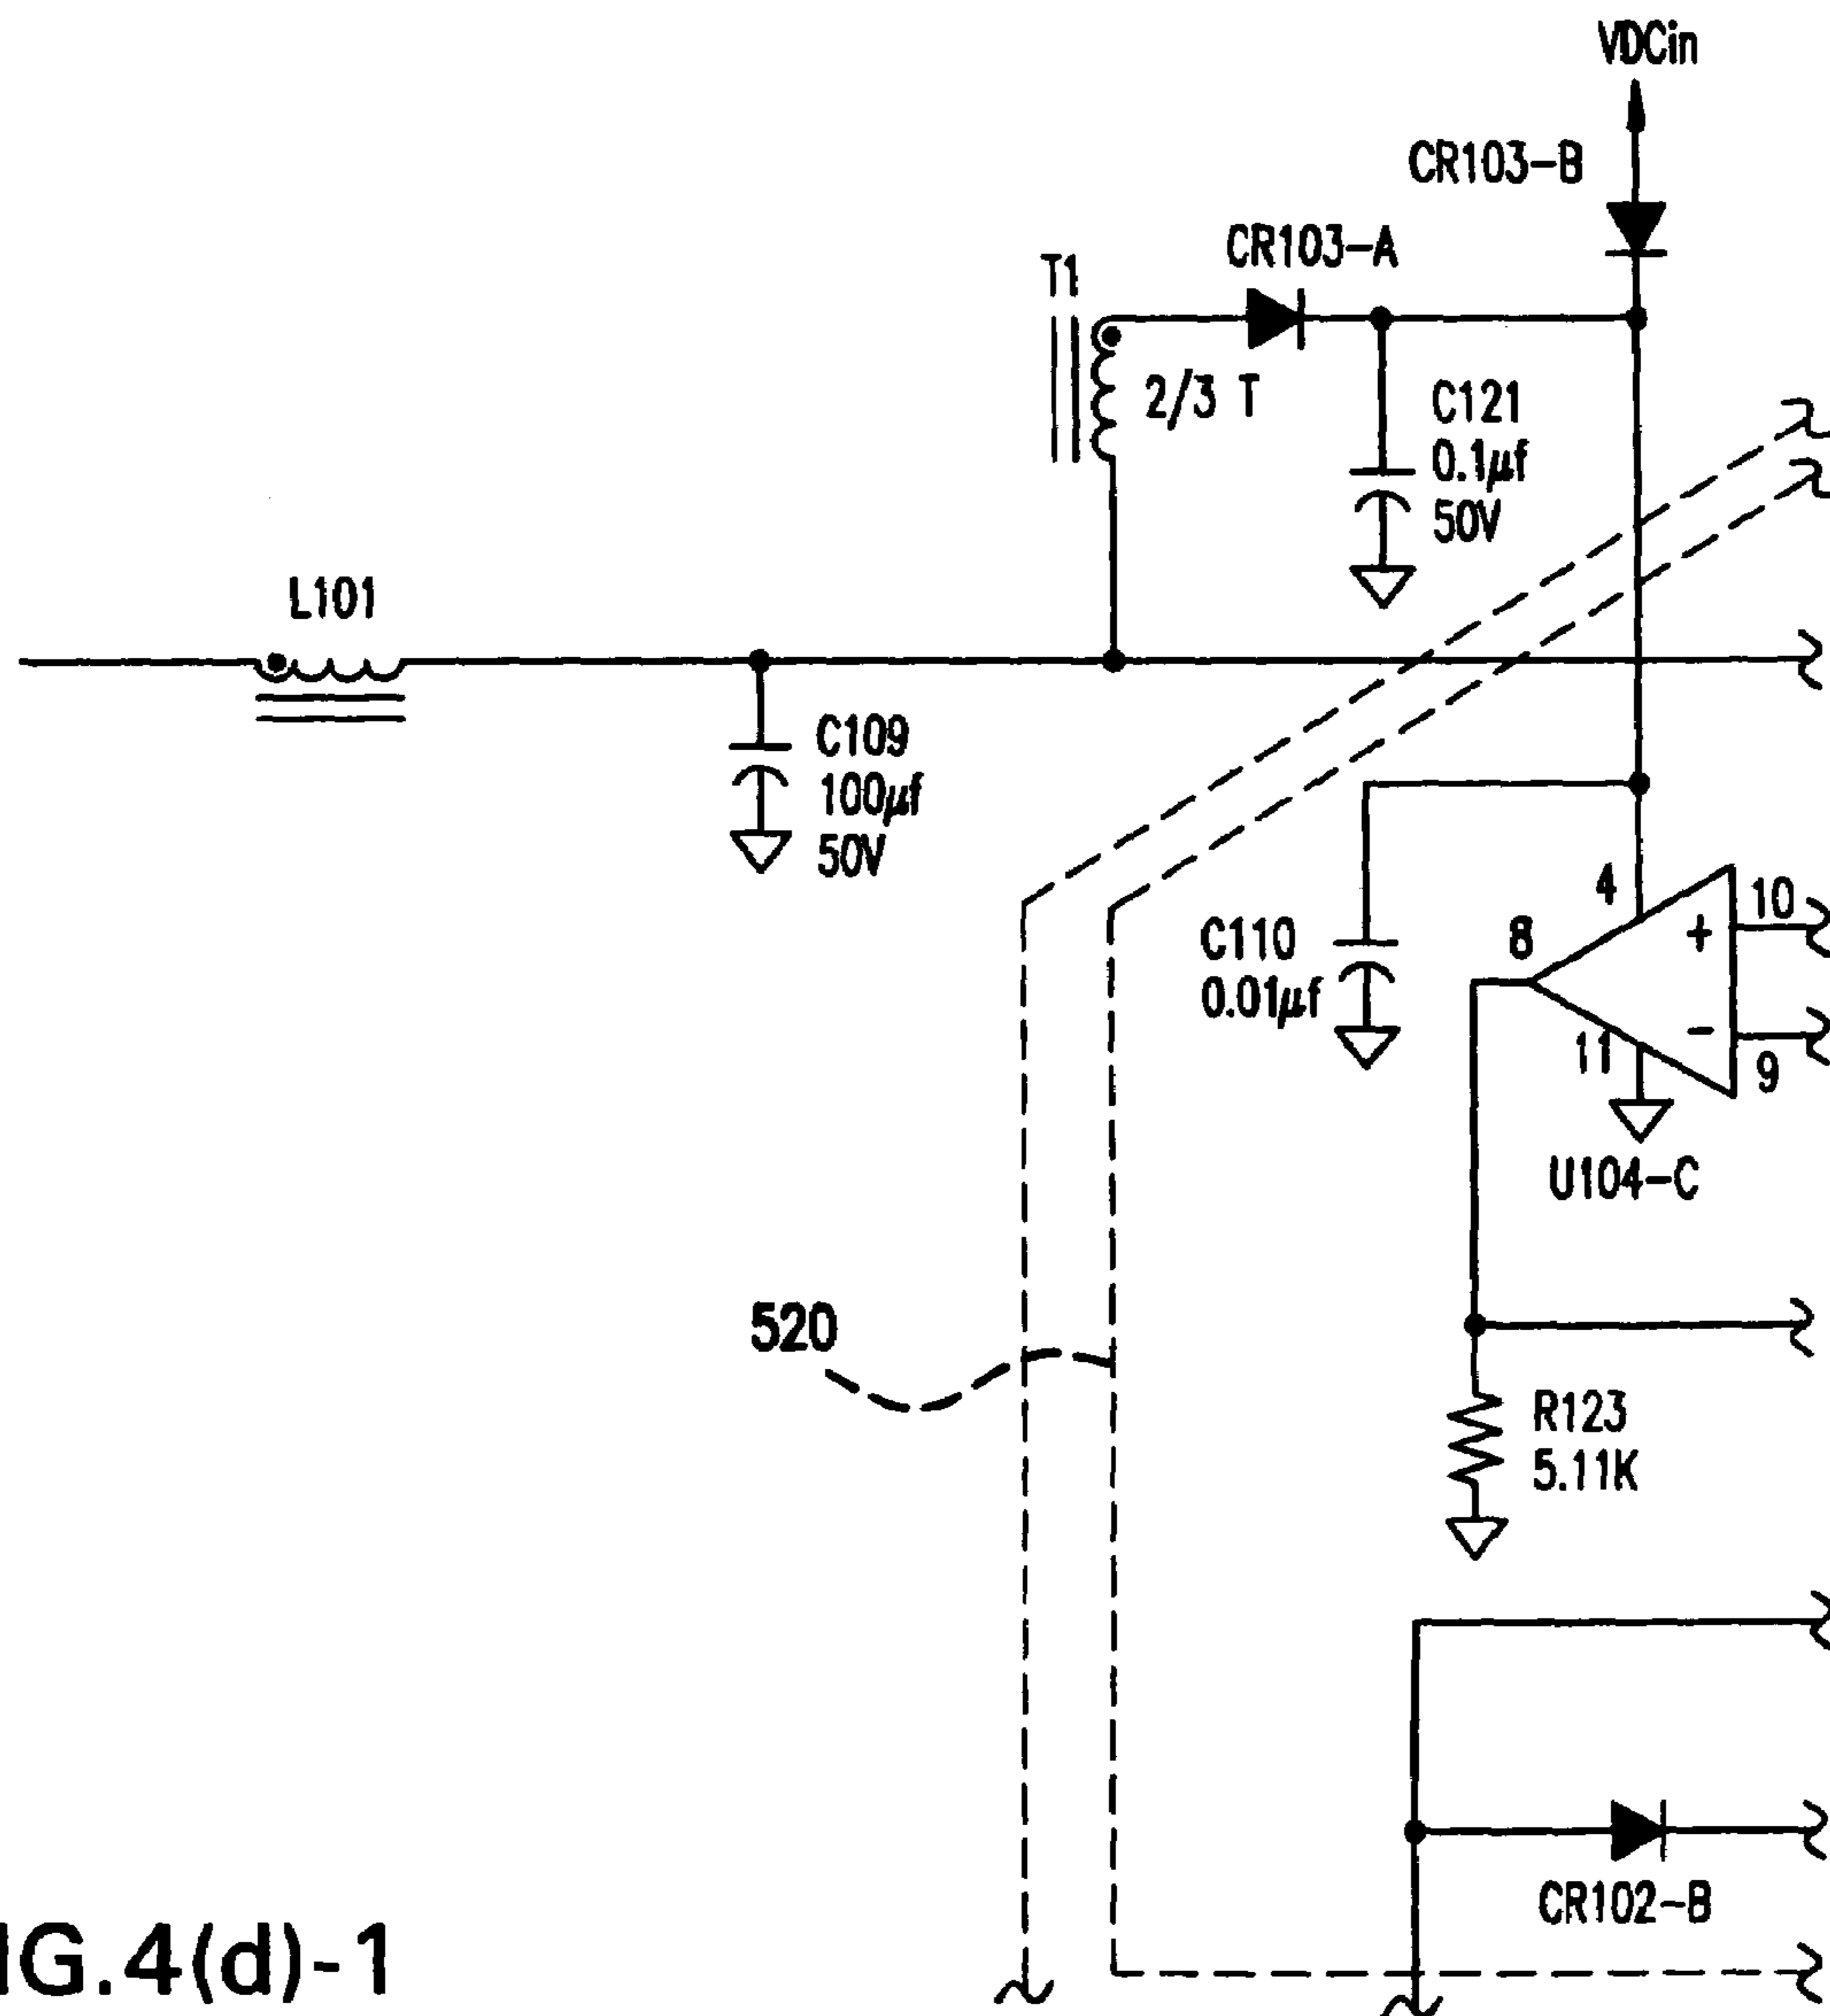 VDCin
CR103-B
CR103-A
T1
2/3 T
C121
0.1µf
50V
L101
C109
100µf
50V
4
10
+
8
C110
0.01µf
11
-
9
U104-C
520
R123
5.11K
CR102-B
IG.4(d)-1